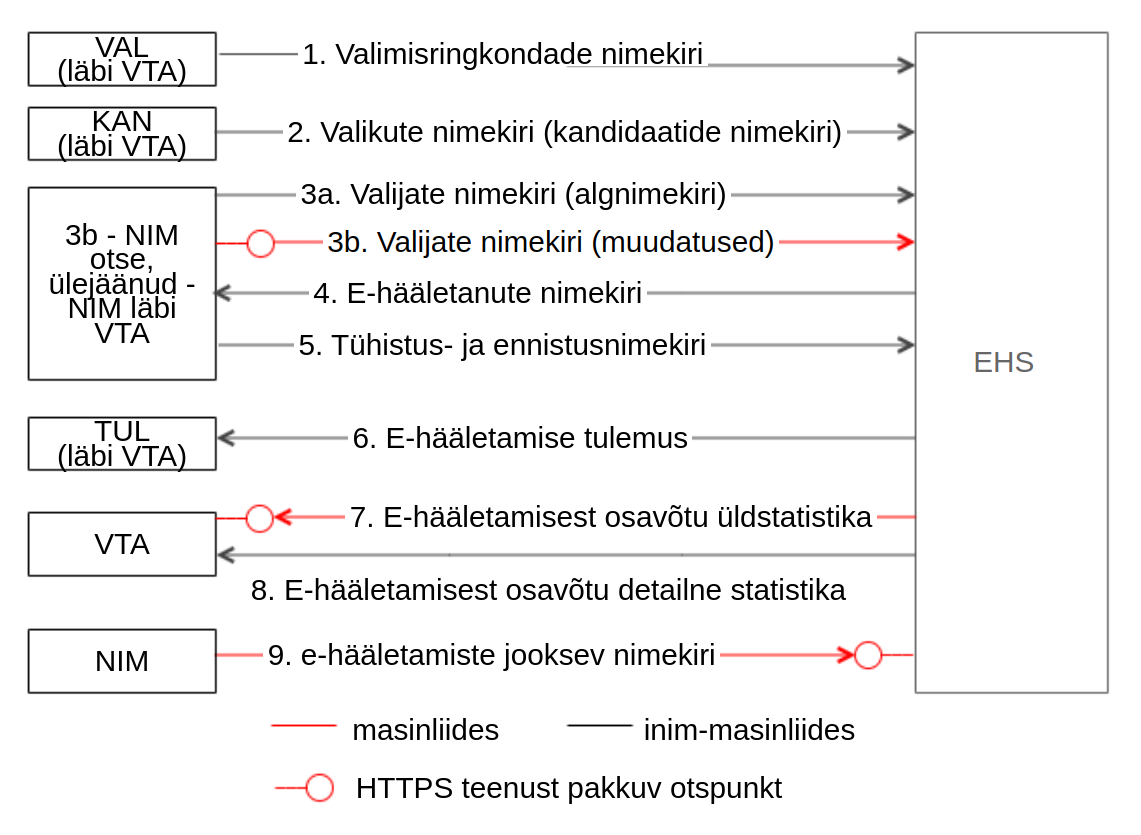 VAL
(läbi VTA)
1. Valimisringkondade nimekiri
KAN
(läbi VTA)
2. Valikute nimekiri (kandidaatide nimekiri)
3b - NIM
otse,
ülejäänud -
NIM läbi
VTA
3a. Valijate nimekiri (algnimekiri)
3b. Valijate nimekiri (muudatused)
4. E-hääletanute nimekiri
5. Tühistus- ja ennistusnimekiri
EHS
TUL
(läbi VTA)
6. E-hääletamise tulemus
VTA
7. E-hääletamisest osavõtu üldstatistika
8. E-hääletamisest osavõtu detailne statistika
NIM
9. e-hääletamiste jooksev nimekiri
masinliides
inim-masinliides
HTTPS teenust pakkuv otspunkt